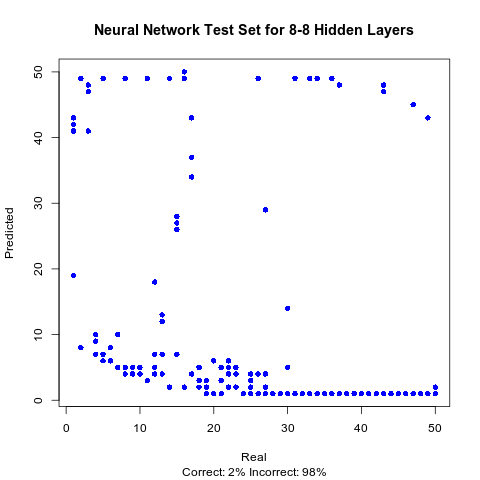 Neural Network Test Set for 8-8 Hidden Layers
Predicted
50
40
30
20
10
0
0 10 20 30 40 50
Real
Correct: 2% Incorrect: 98%